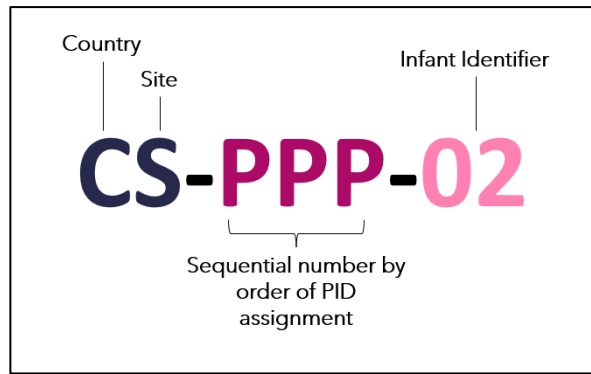 Country
Site
Infant Identifier
CS-PPP-02
Sequential number by
order of PID
assignment